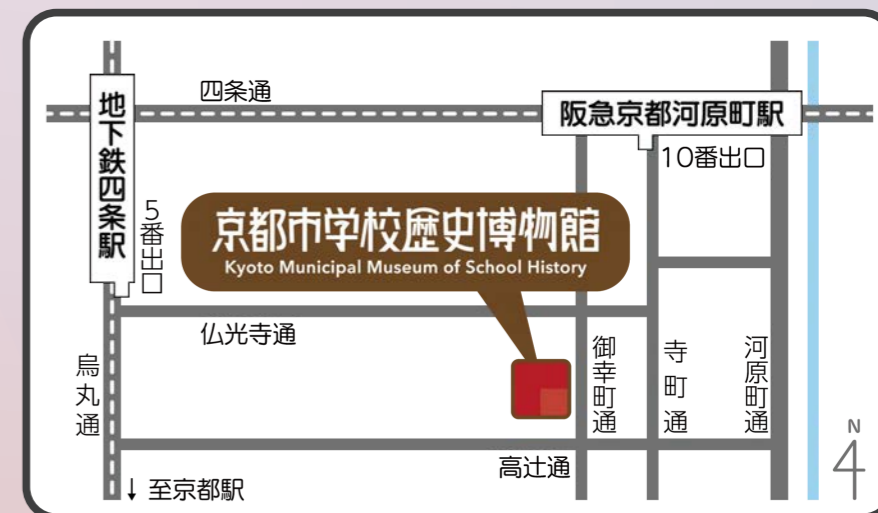 四条通
地下鉄四条駅
5番出口
阪急京都河原町駅
10番出口
京都市学校歴史博物館
Kyoto Municipal Museum of School History
仏光寺通
烏丸通
御幸町通
寺町通
河原町通
高辻通
↓ 至京都駅
N